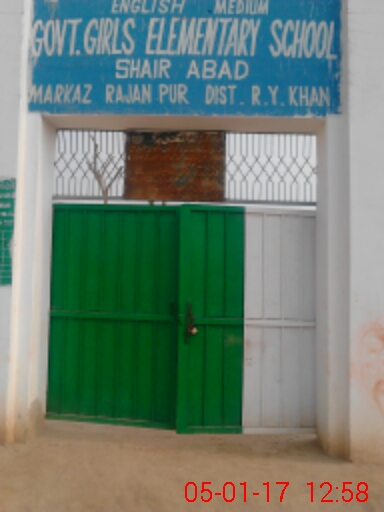 ENGLISH MEDIUM
GOVT. GIRLS ELEMENTARY SCHOOL
SHAIR ABAD
MARKAZ RAJAN PUR DIST. R.Y. KHAN
05-01-17 12:58